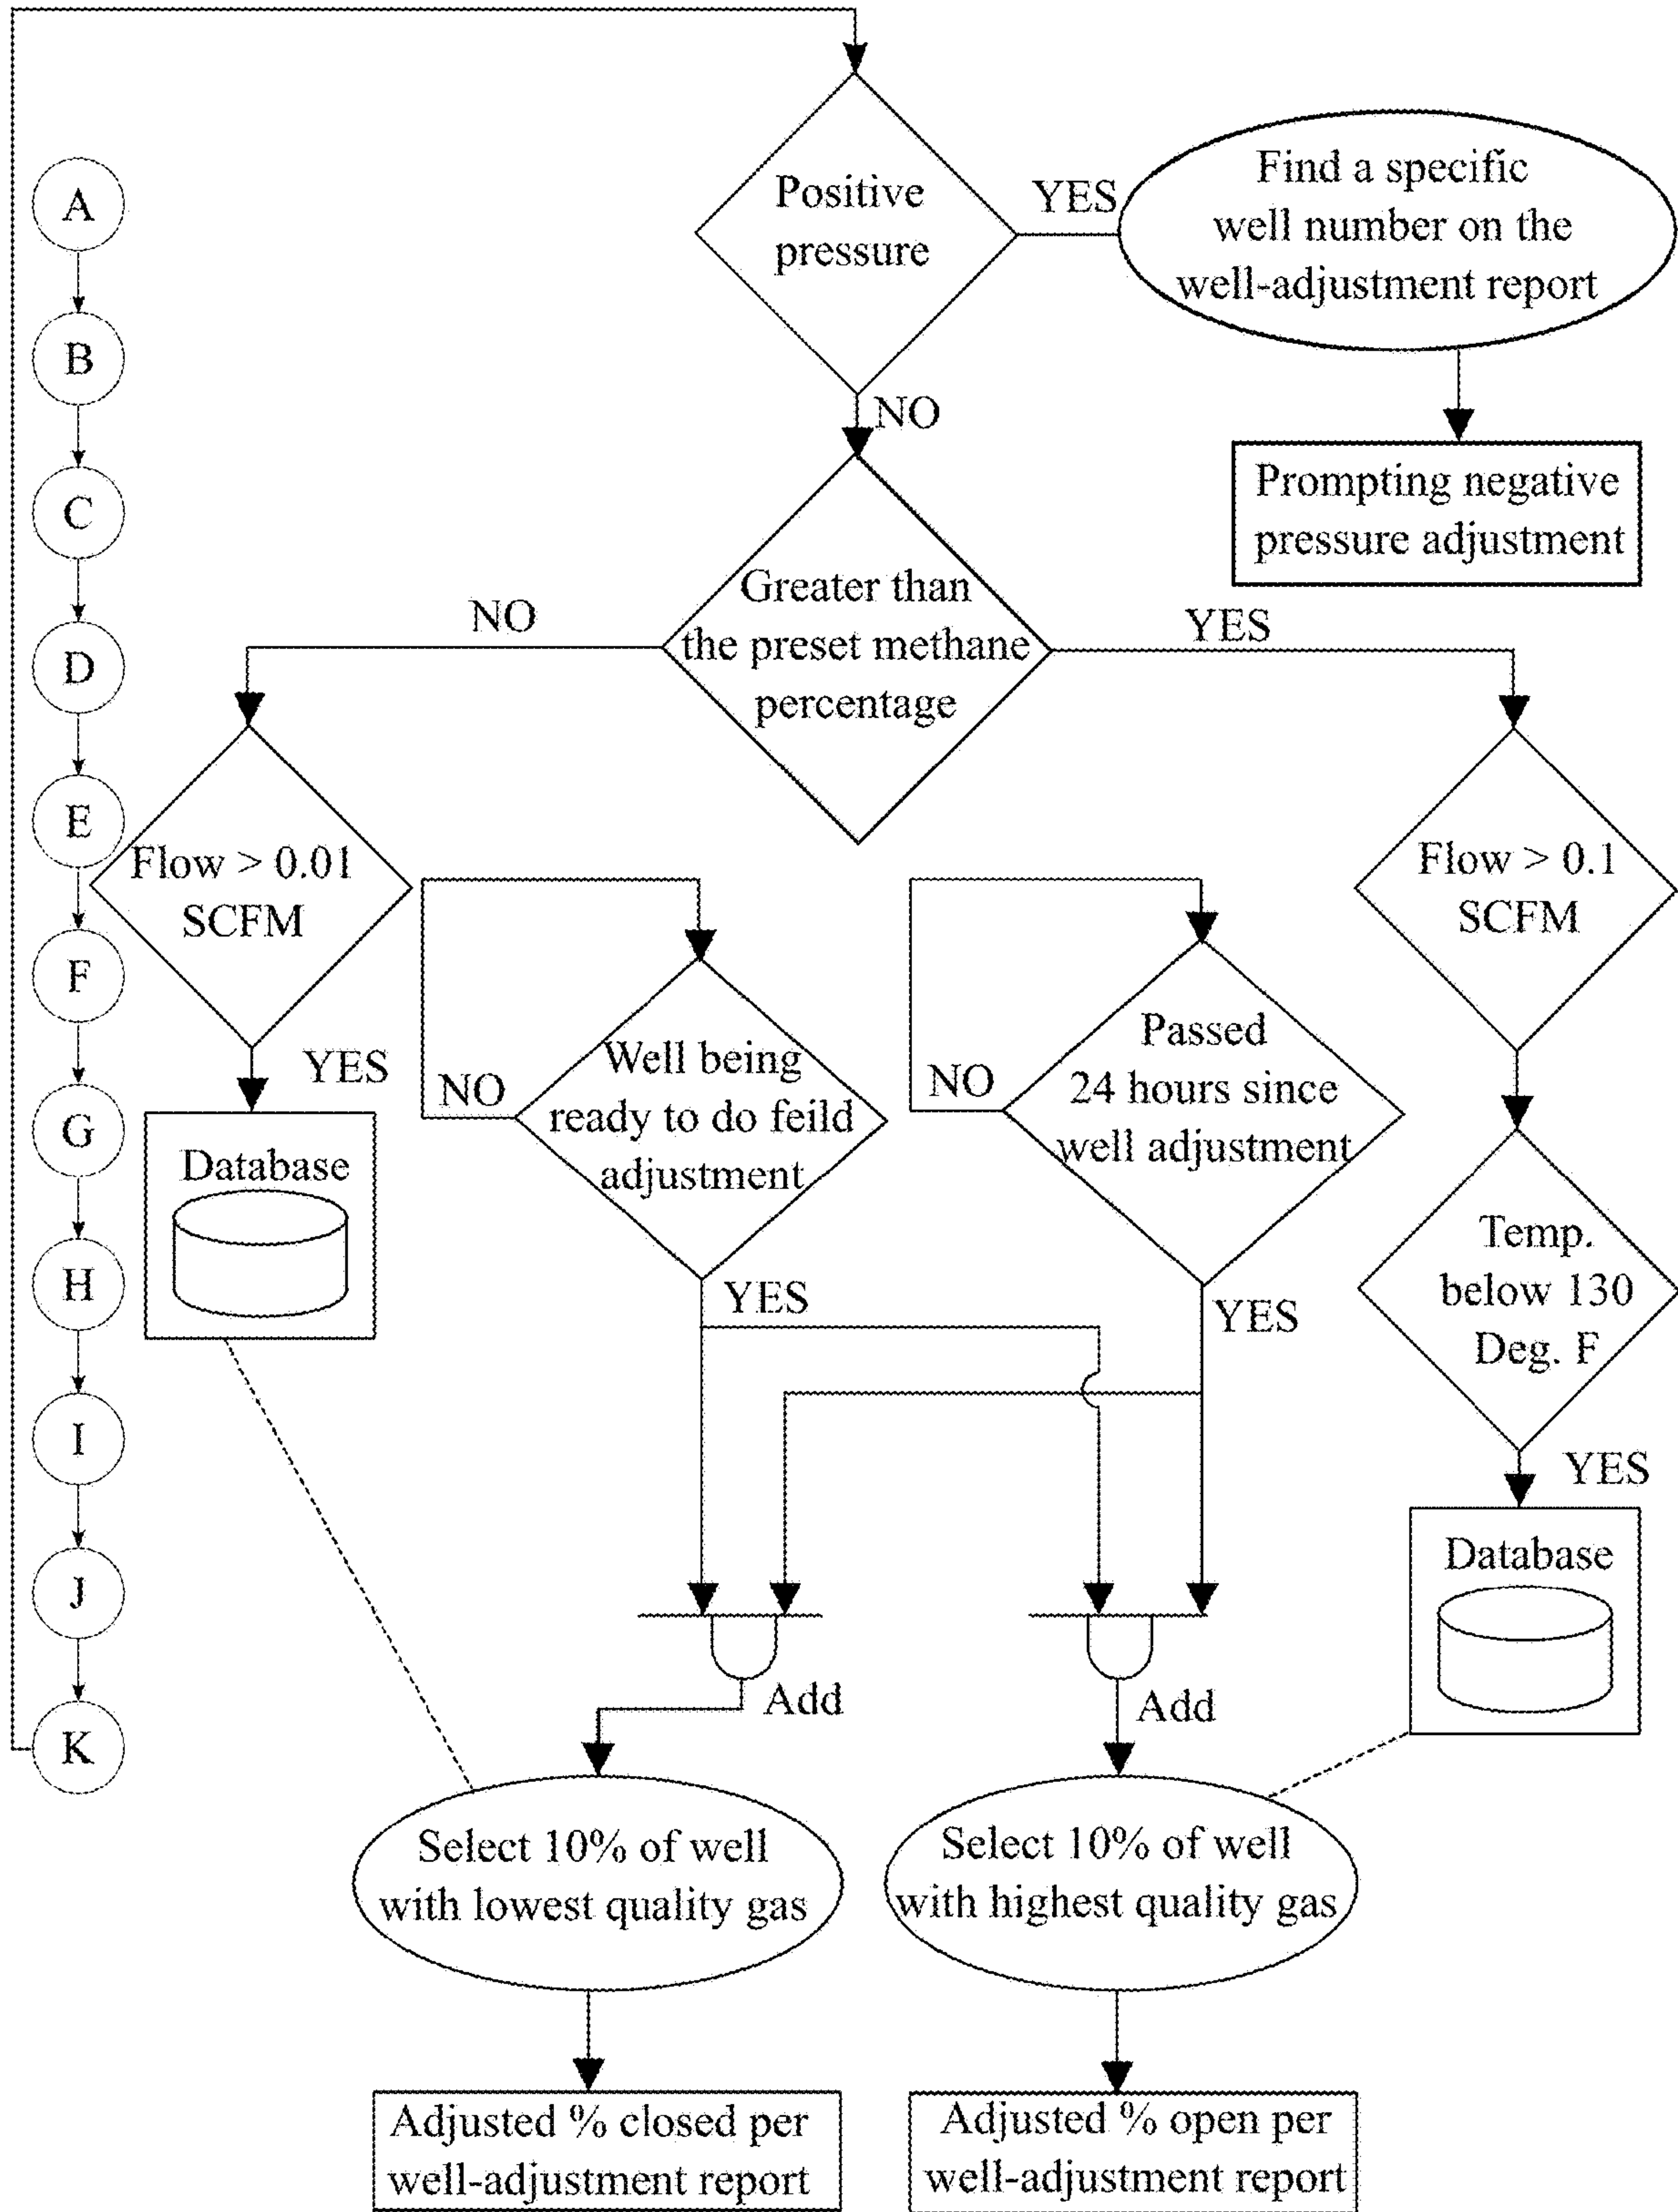 Positive
pressure
YES
Find a specific
well number on the
well-adjustment report
NO
Prompting negative
pressure adjustment
A
B
C
D
E
F
G
H
I
J
K
Greater than
the preset methane
percentage
NO
YES
Flow > 0.01
SCFM
YES
Database
Well being
ready to do feild
adjustment
NO
YES
Passed
24 hours since
well adjustment
NO
YES
Flow > 0.1
SCFM
Temp.
below 130
Deg. F
YES
Database
Add
Add
Select 10% of well
with lowest quality gas
Select 10% of well
with highest quality gas
Adjusted % closed per
well-adjustment report
Adjusted % open per
well-adjustment report